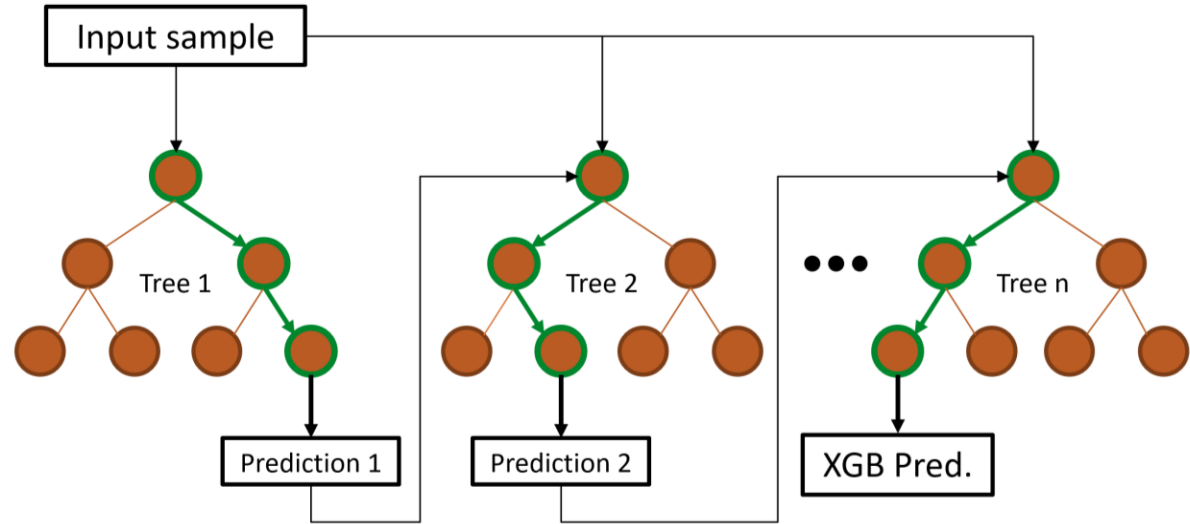 Input sample
Tree 1
Tree 2
Tree n
Prediction 1
Prediction 2
XGB Pred.